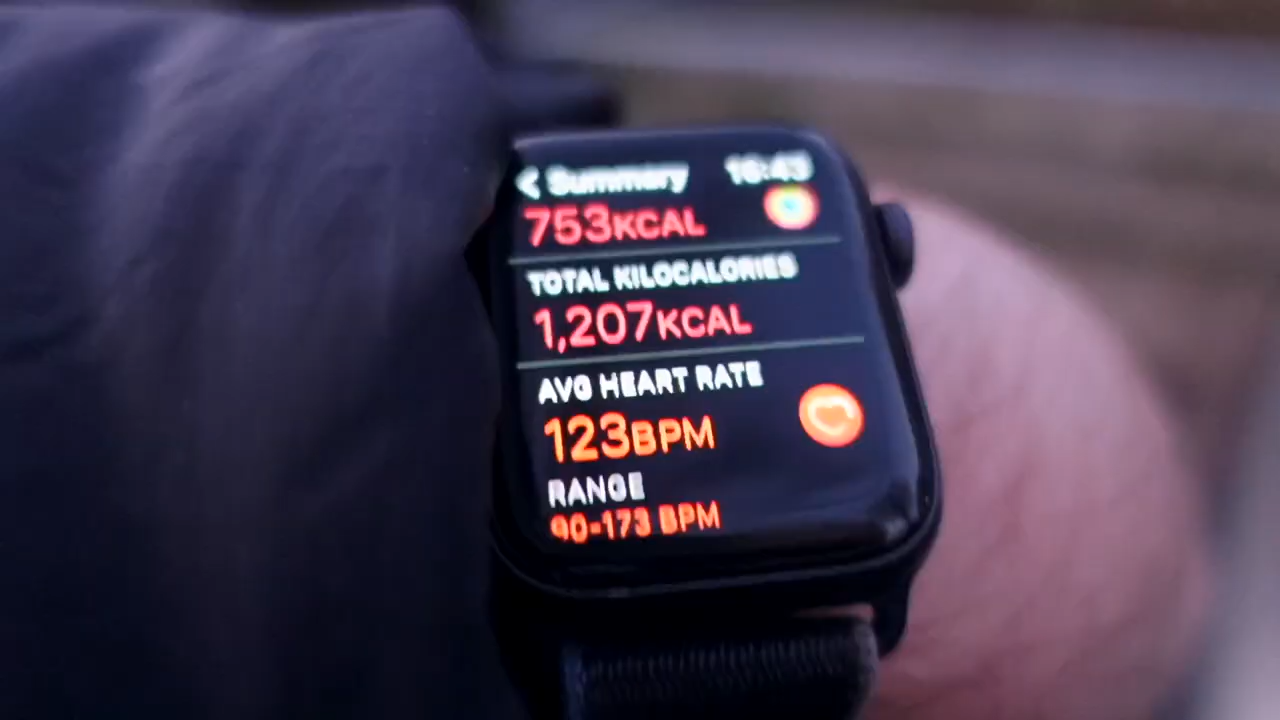 < Summary 16:43
753KCAL
TOTAL KILOCALORIES
1,207KCAL
AVG HEART RATE
123BPM
RANGE
90-173 BPM